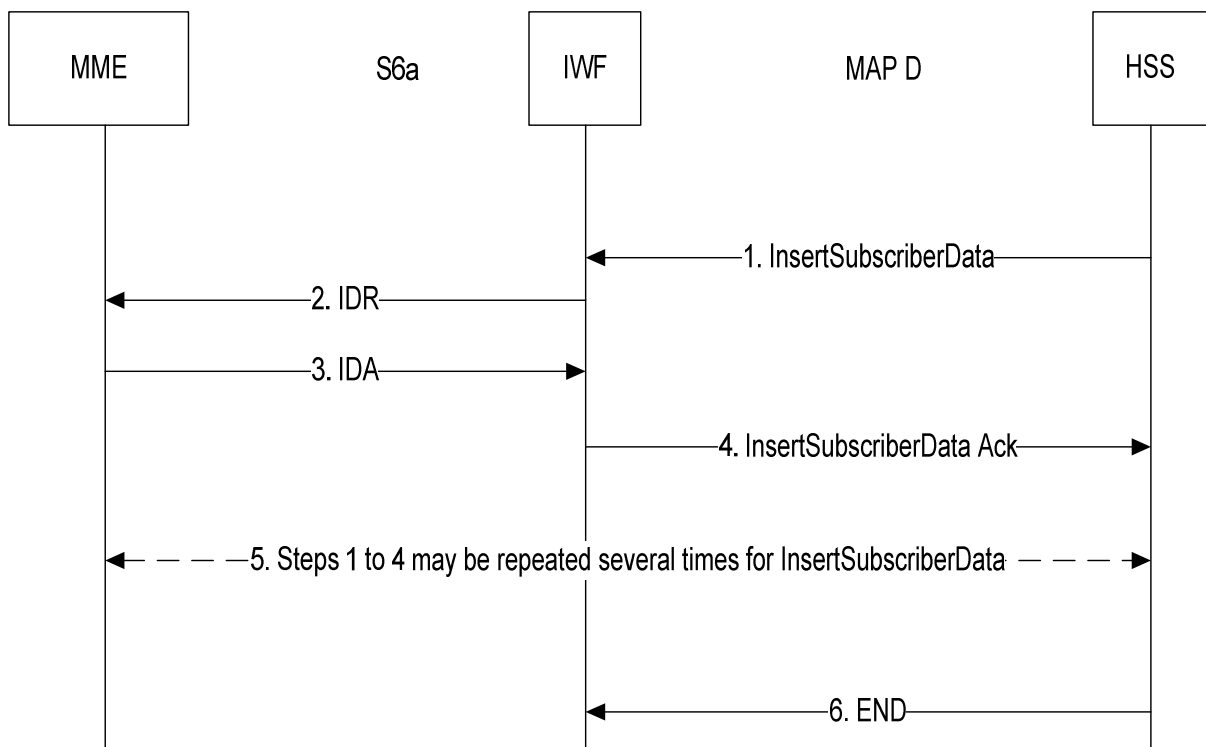 MME
S6a
IWF
MAP D
HSS
1. InsertSubscriberData
2. IDR
3. IDA
4. InsertSubscriberData Ack
5. Steps 1 to 4 may be repeated several times for InsertSubscriberData
6. END